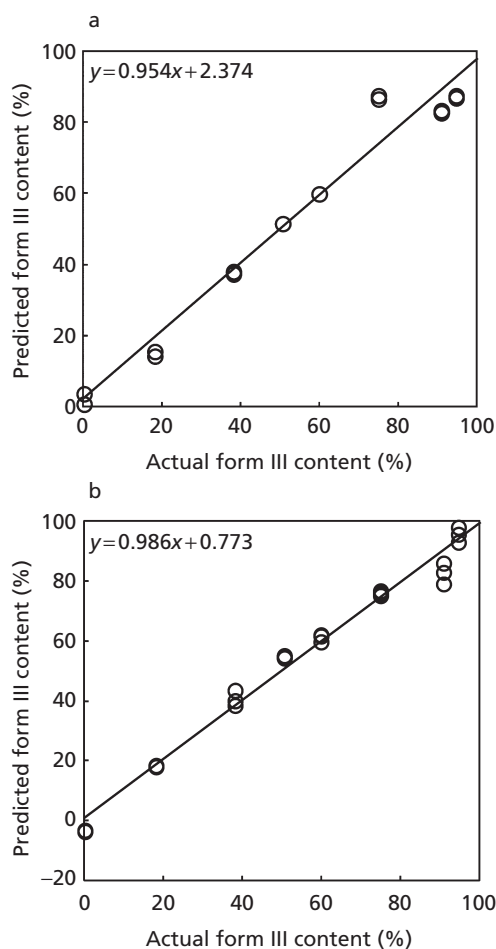 a
y=0.954x+2.374
100
80
60
40
20
0
0 20 40 60 80 100
Predicted form III content (%)
Actual form III content (%)
b
y=0.986x+0.773
100
80
60
40
20
0
−20
0 20 40 60 80 100
Predicted form III content (%)
Actual form III content (%)